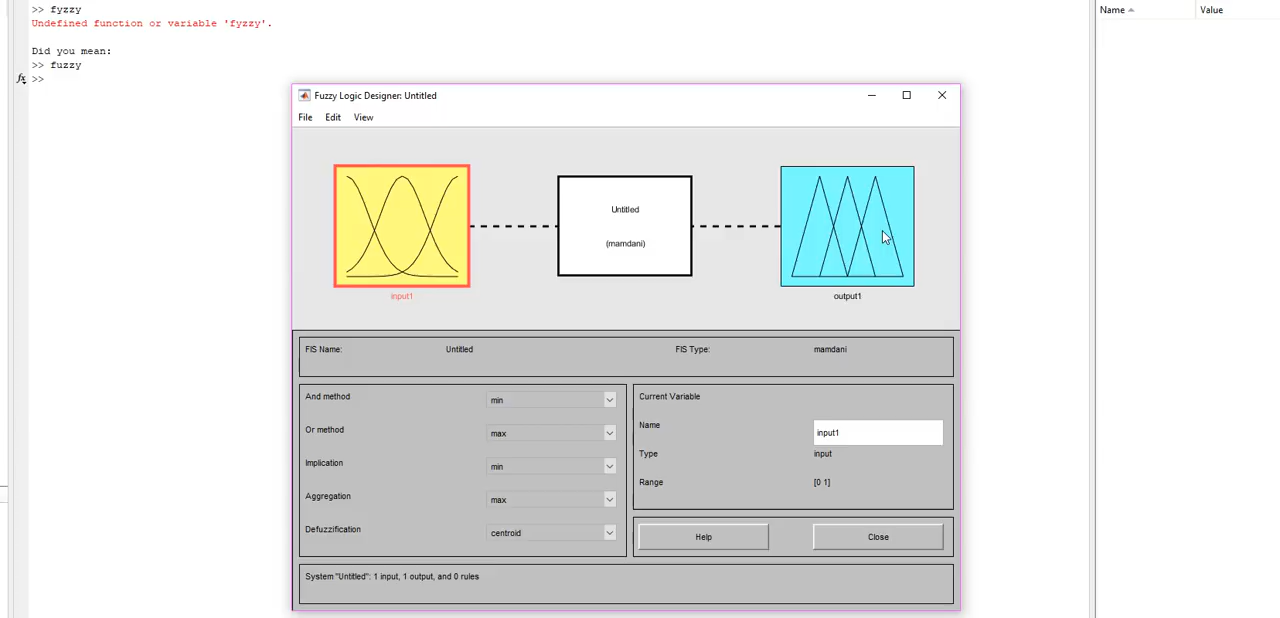 >> fyzzy
Undefined function or variable 'fyzzy'.
Did you mean:
>> fuzzy
fx >>
Name Value
Fuzzy Logic Designer: Untitled
File Edit View
Untitled
(mamdani)
input1
output1
FIS Name: Untitled FIS Type: mamdani
And method min
Or method max
Implication min
Aggregation max
Defuzzification centroid
Current Variable
Name input1
Type input
Range [0 1]
Help Close
System "Untitled": 1 input, 1 output, and 0 rules